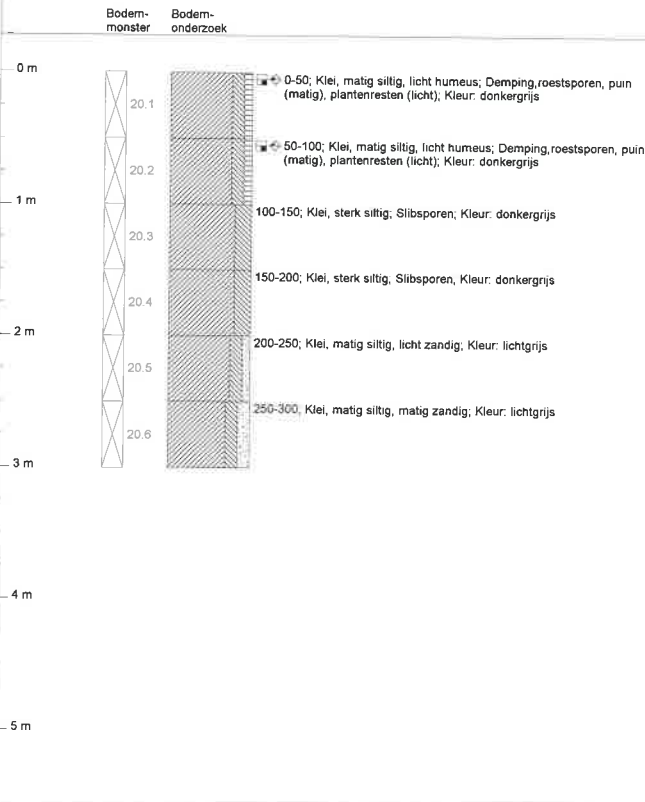 Bodem- Bodem-
monster onderzoek
0 m
20.1
0-50; Klei, matig siltig, licht humeus; Demping,roestsporen, puin
(matig), plantenresten (licht); Kleur: donkergrijs
20.2
50-100; Klei, matig siltig, licht humeus; Demping,roestsporen, puin
(matig), plantenresten (licht); Kleur: donkergrijs
1 m
20.3
100-150; Klei, sterk siltig; Slibsporen; Kleur: donkergrijs
20.4
150-200; Klei, sterk siltig, Slibsporen, Kleur: donkergrijs
2 m
20.5
200-250; Klei, matig siltig, licht zandig; Kleur: lichtgrijs
20.6
250-300, Klei, matig siltig, matig zandig; Kleur: lichtgrijs
3 m
4 m
5 m